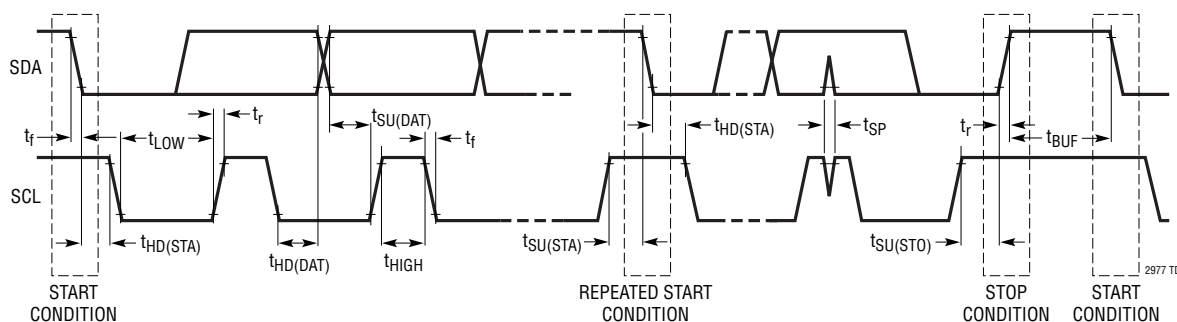 SDA
t_f
t_LOW
t_r
t_SU(DAT)
t_f
t_HD(STA)
t_SP
t_r
t_BUF
SCL
t_HD(STA)
t_HD(DAT)
t_HIGH
t_SU(STA)
t_SU(STO)
2977 TD
START
CONDITION
REPEATED START
CONDITION
STOP
CONDITION
START
CONDITION